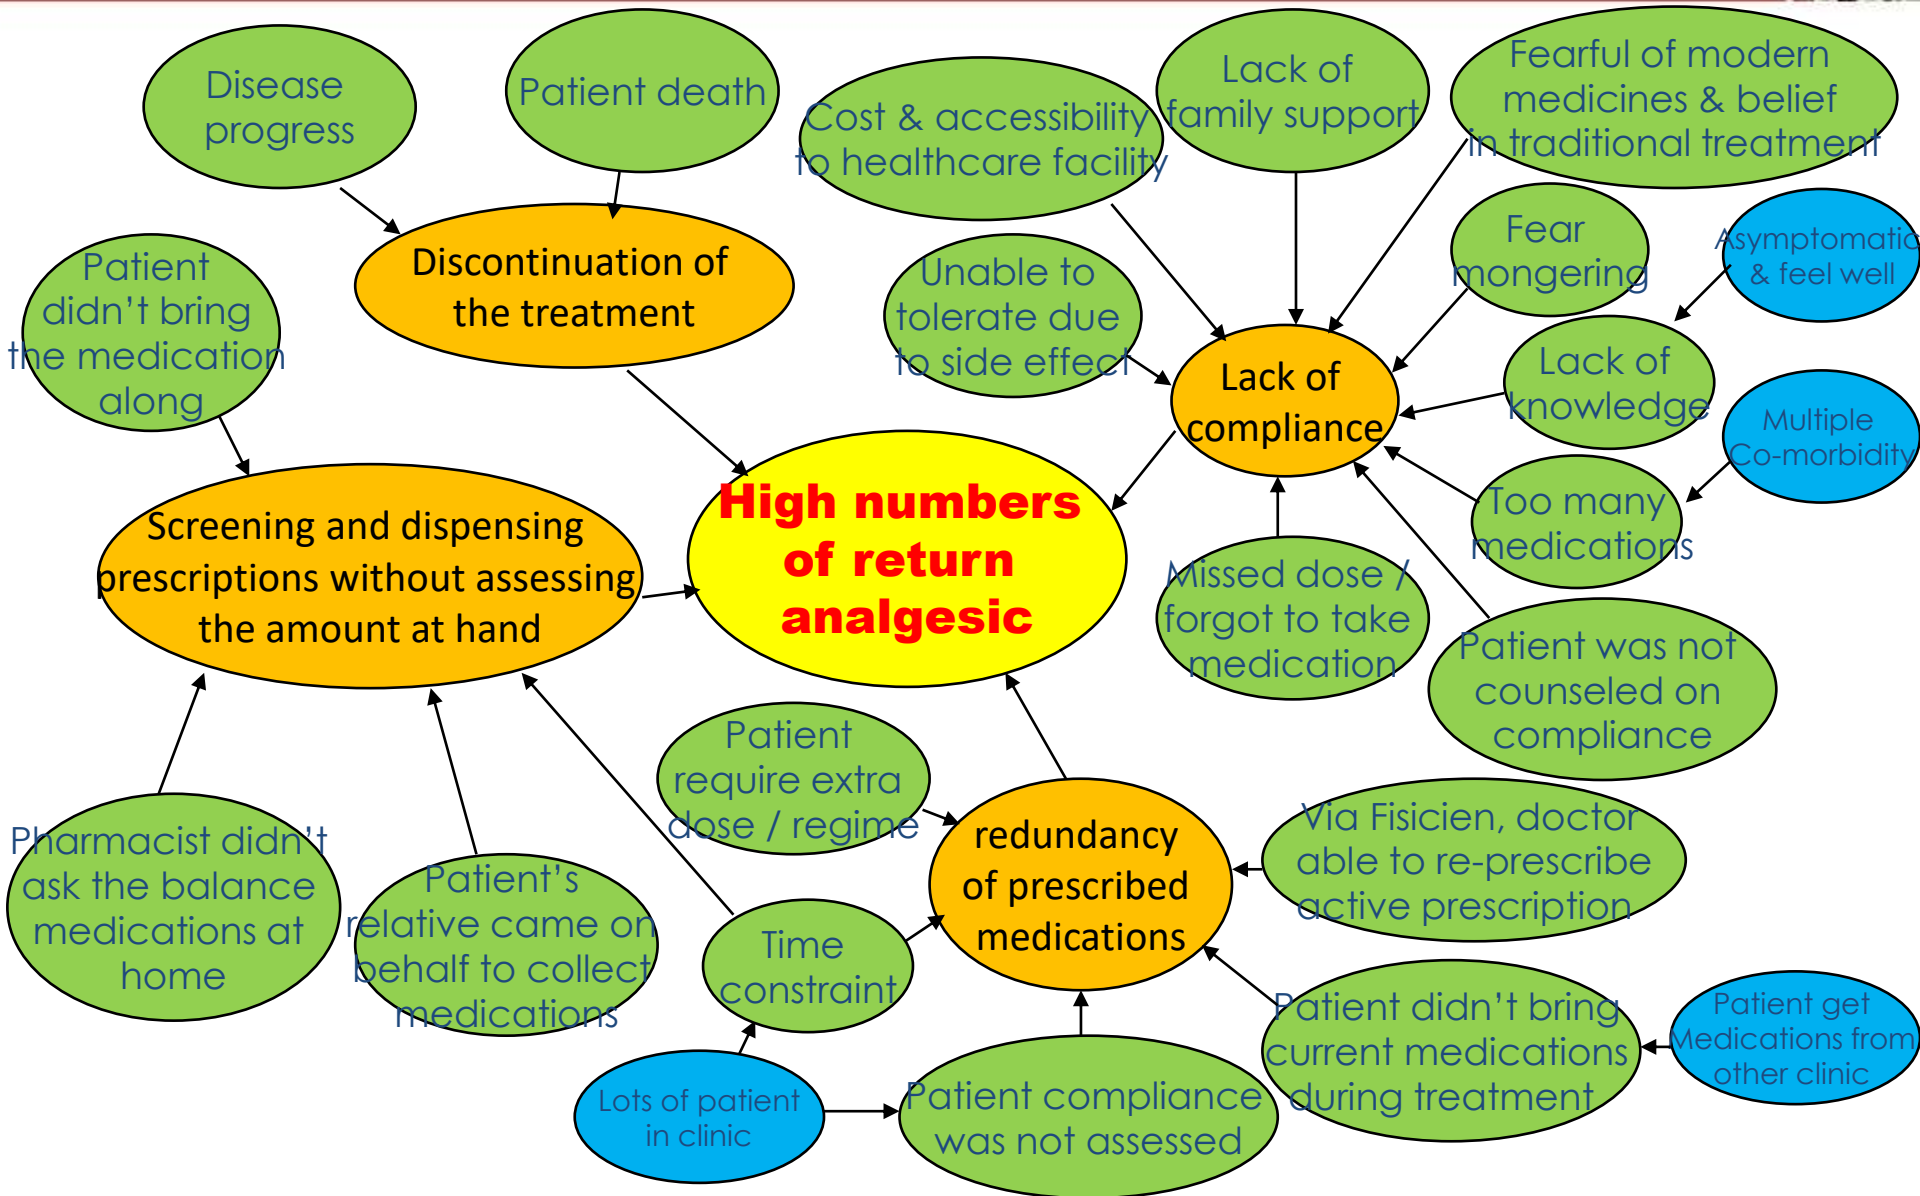 Disease
progress
Patient death
Cost & accessibility
to healthcare facility
Lack of
family support
Fearful of modern
medicines & belief
in traditional treatment
Patient
didn’t bring
the medication
along
Discontinuation of
the treatment
Unable to
tolerate due
to side effect
Fear
mongering
Asymptomatic
& feel well
Lack of
compliance
Lack of
knowledge
Multiple
Co-morbidity
Screening and dispensing
prescriptions without assessing
the amount at hand
High numbers
of return
analgesic
Too many
medications
Missed dose /
forgot to take
medication
Patient was not
counseled on
compliance
Patient
require extra
dose / regime
redundancy
of prescribed
medications
Via Fisicien, doctor
able to re-prescribe
active prescription
Pharmacist didn’t
ask the balance
medications at
home
Patient’s
relative came on
behalf to collect
medications
Time
constraint
Patient didn’t bring
current medications
during treatment
Patient get
Medications from
other clinic
Lots of patient
in clinic
Patient compliance
was not assessed